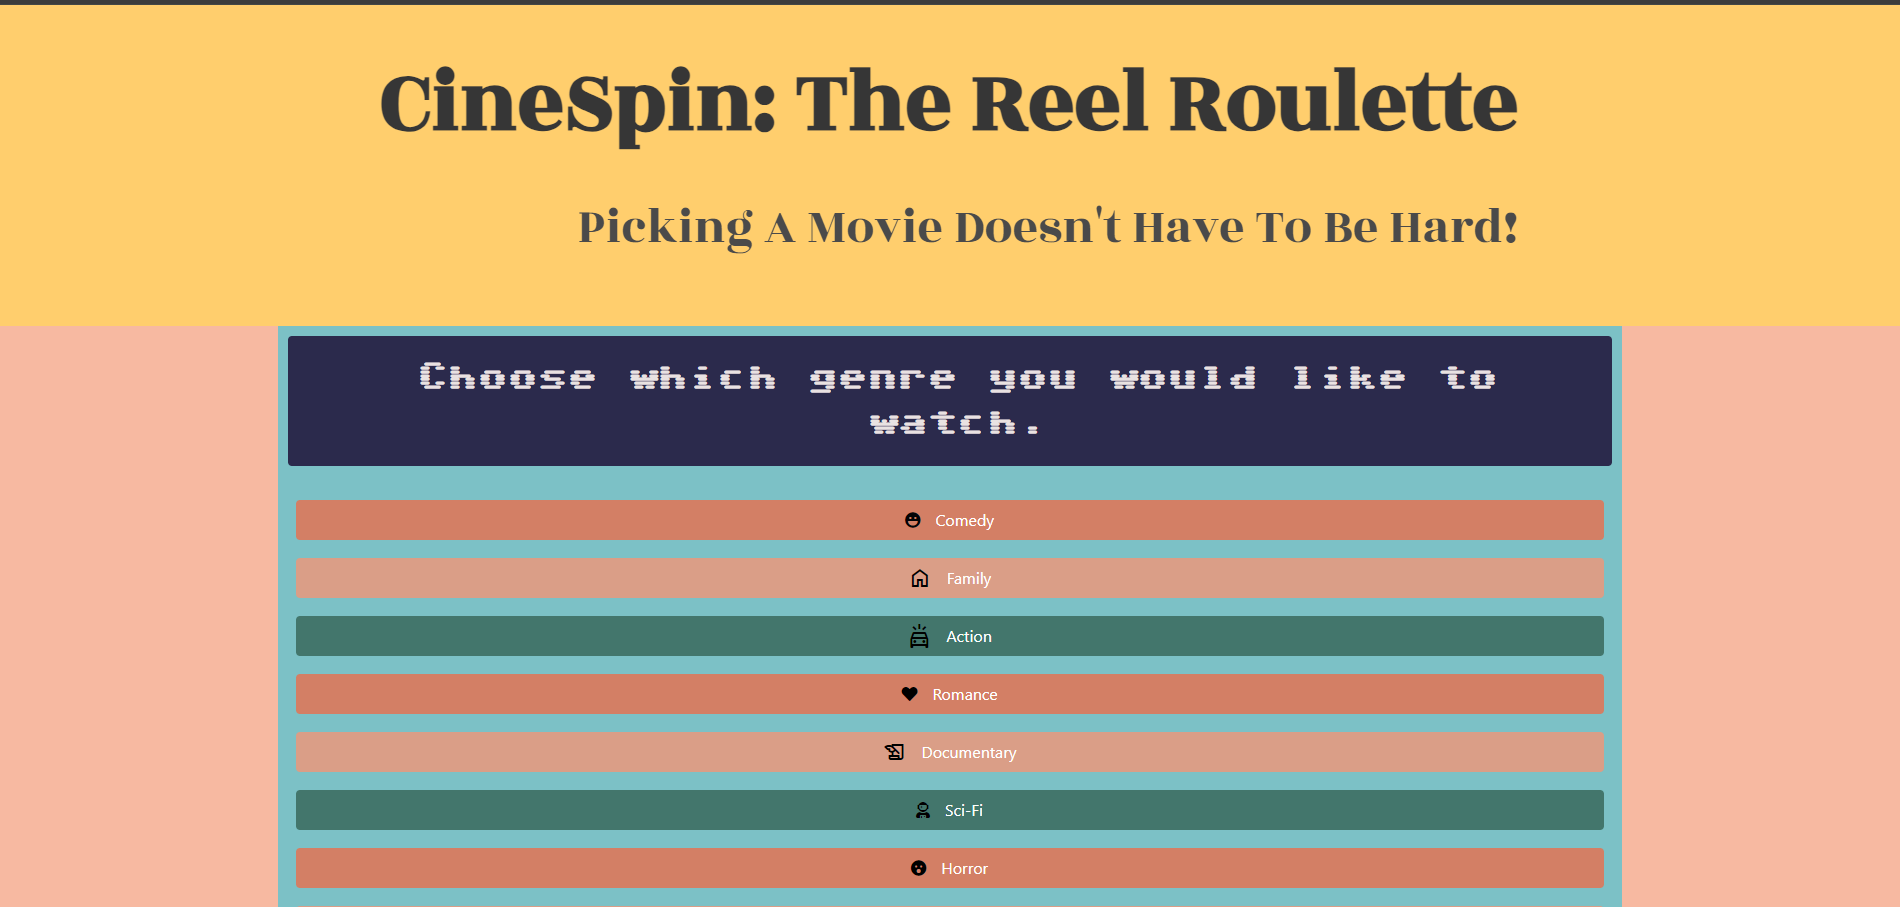 CineSpin: The Reel Roulette
Picking A Movie Doesn't Have To Be Hard!
Choose which genre you would like to
watch.
Comedy
Family
Action
Romance
Documentary
Sci-Fi
Horror